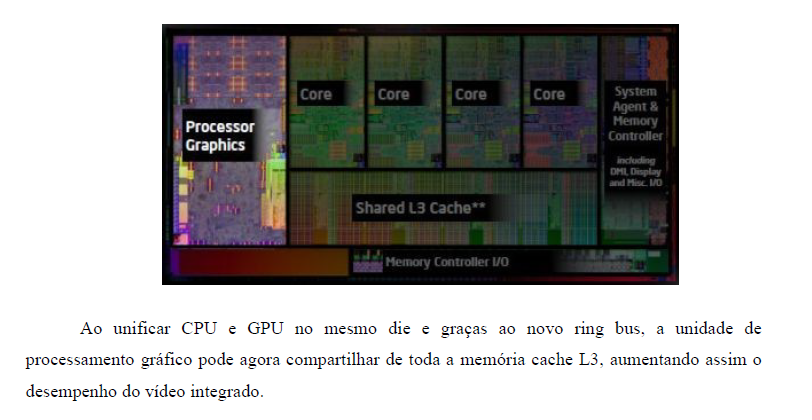 Processor
Graphics
Core
Core
Core
Core
System
Agent &
Memory
Controller
including
DMI, Display
and Misc. I/O
Shared L3 Cache**
Memory Controller I/O
Ao unificar CPU e GPU no mesmo die e graças ao novo ring bus, a unidade de
processamento gráfico pode agora compartilhar de toda a memória cache L3, aumentando assim o
desempenho do vídeo integrado.